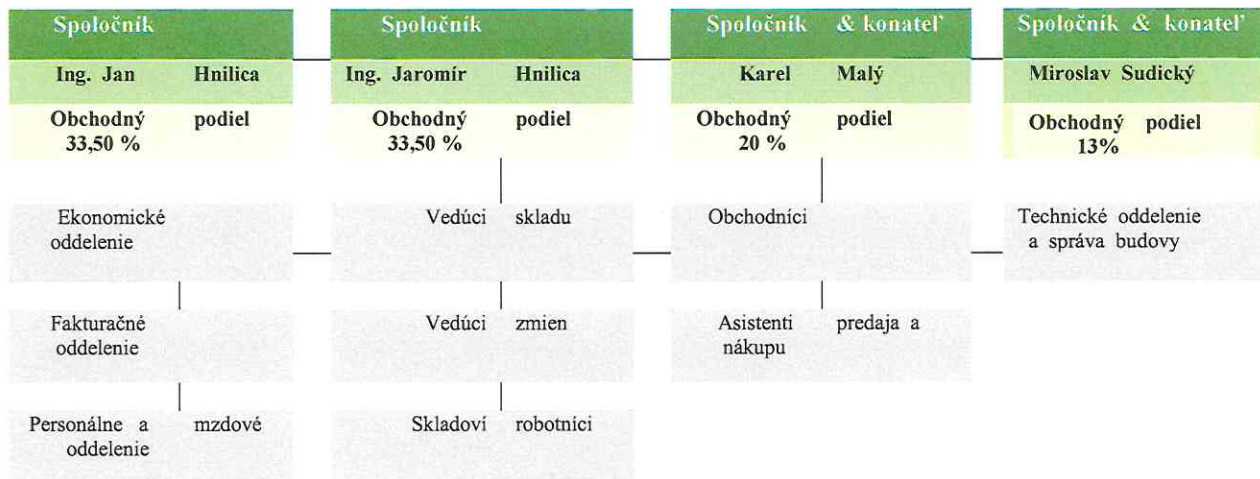 Spoločník
Ing. Jan Hnilica
Obchodný podiel
33,50 %
Spoločník
Ing. Jaromír Hnilica
Obchodný podiel
33,50 %
Spoločník & konateľ
Karel Malý
Obchodný podiel
20 %
Spoločník & konateľ
Miroslav Sudický
Obchodný podiel
13%
Ekonomické
oddelenie
Vedúci skladu
Obchodníci
Technické oddelenie
a správa budovy
Fakturačné
oddelenie
Vedúci zmien
Asistenti predaja a
nákupu
Personálne a mzdové
oddelenie
Skladoví robotníci